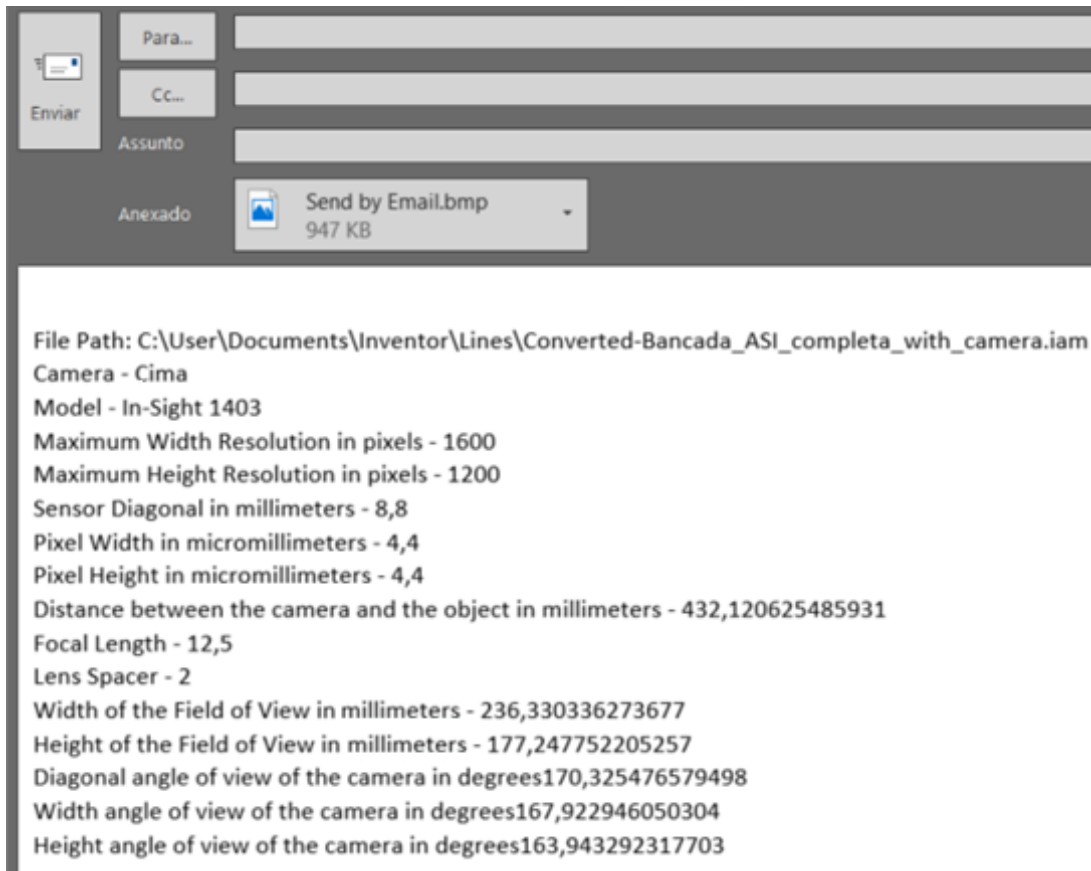 Para...
Enviar
Cc...
Assunto
Anexado
Send by Email.bmp
947 KB
File Path: C:\User\Documents\Inventor\Lines\Converted-Bancada_ASI_completa_with_camera.iam
Camera - Cima
Model - In-Sight 1403
Maximum Width Resolution in pixels - 1600
Maximum Height Resolution in pixels - 1200
Sensor Diagonal in millimeters - 8,8
Pixel Width in micromillimeters - 4,4
Pixel Height in micromillimeters - 4,4
Distance between the camera and the object in millimeters - 432,120625485931
Focal Length - 12,5
Lens Spacer - 2
Width of the Field of View in millimeters - 236,330336273677
Height of the Field of View in millimeters - 177,247752205257
Diagonal angle of view of the camera in degrees170,325476579498
Width angle of view of the camera in degrees167,922946050304
Height angle of view of the camera in degrees163,943292317703